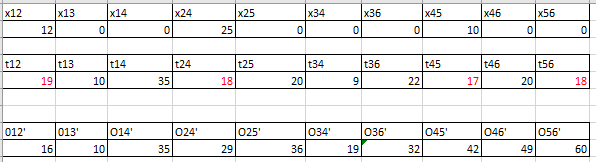 x12 x13 x14 x24 x25 x34 x36 x45 x46 x56
12 0 0 25 0 0 0 10 0 0
t12 t13 t14 t24 t25 t34 t36 t45 t46 t56
19 10 35 18 20 9 22 17 20 18
012' 013' O14' O24' O25' O34' O36' O45' O46' O56'
16 10 35 29 36 19 32 42 49 60